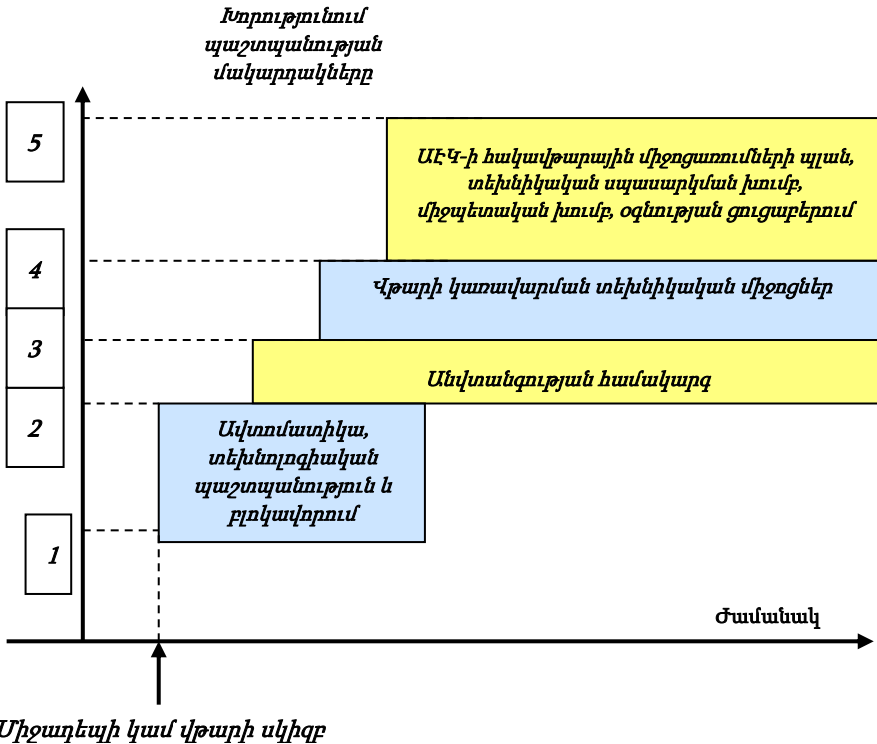 Խորությունում
պաշտպանության
մակարդակները
5
ԱԷԿ-ի հակավթարային միջոցառումների պլան,
տեխնիկական սպասարկման խումբ,
միջպետական խումբ, օգնության ցուցաբերում
4
Վթարի կառավարման տեխնիկական միջոցներ
3
Անվտանգության համակարգ
2
Ավտոմատիկա,
տեխնոլոգիական
պաշտպանություն և
բլոկավորում
1
Ժամանակ
Միջադեպի կամ վթարի սկիզբ